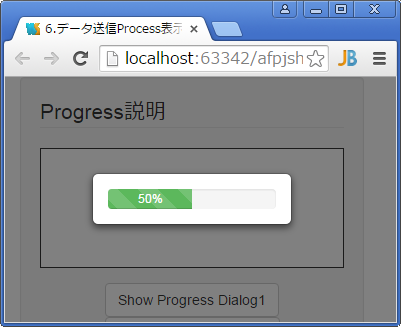 6.データ送信Process表示
localhost:63342/afpjsh
JB
Progress説明
50%
Show Progress Dialog1